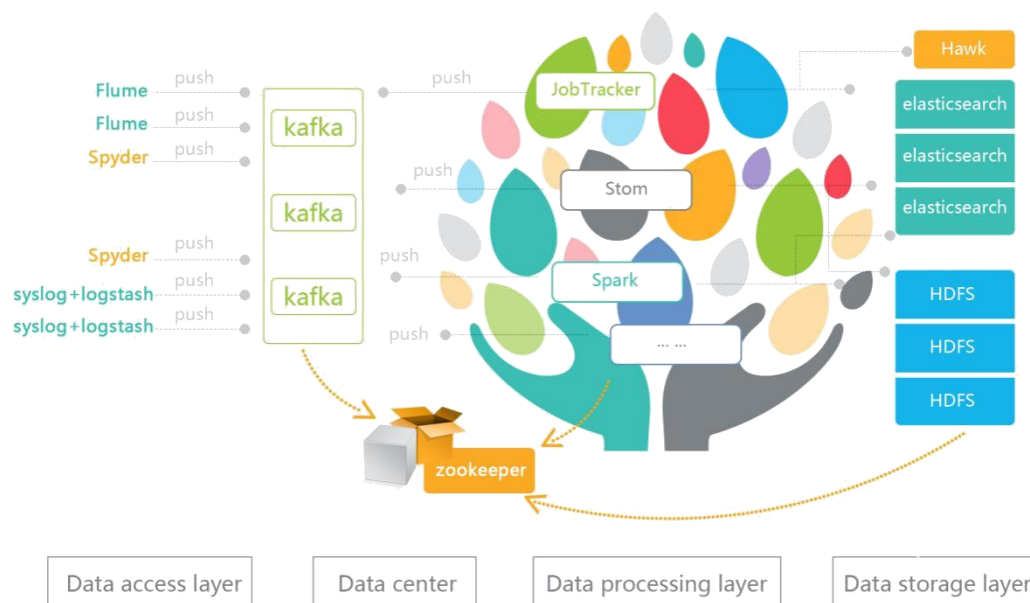 Flume
push
Flume
push
Spyder
push
Spyder
push
syslog+logstash
push
syslog+logstash
push
kafka
kafka
kafka
push
push
push
push
JobTracker
Stom
Spark
... ...
Hawk
elasticsearch
elasticsearch
elasticsearch
HDFS
HDFS
HDFS
zookeeper
Data access layer
Data center
Data processing layer
Data storage layer